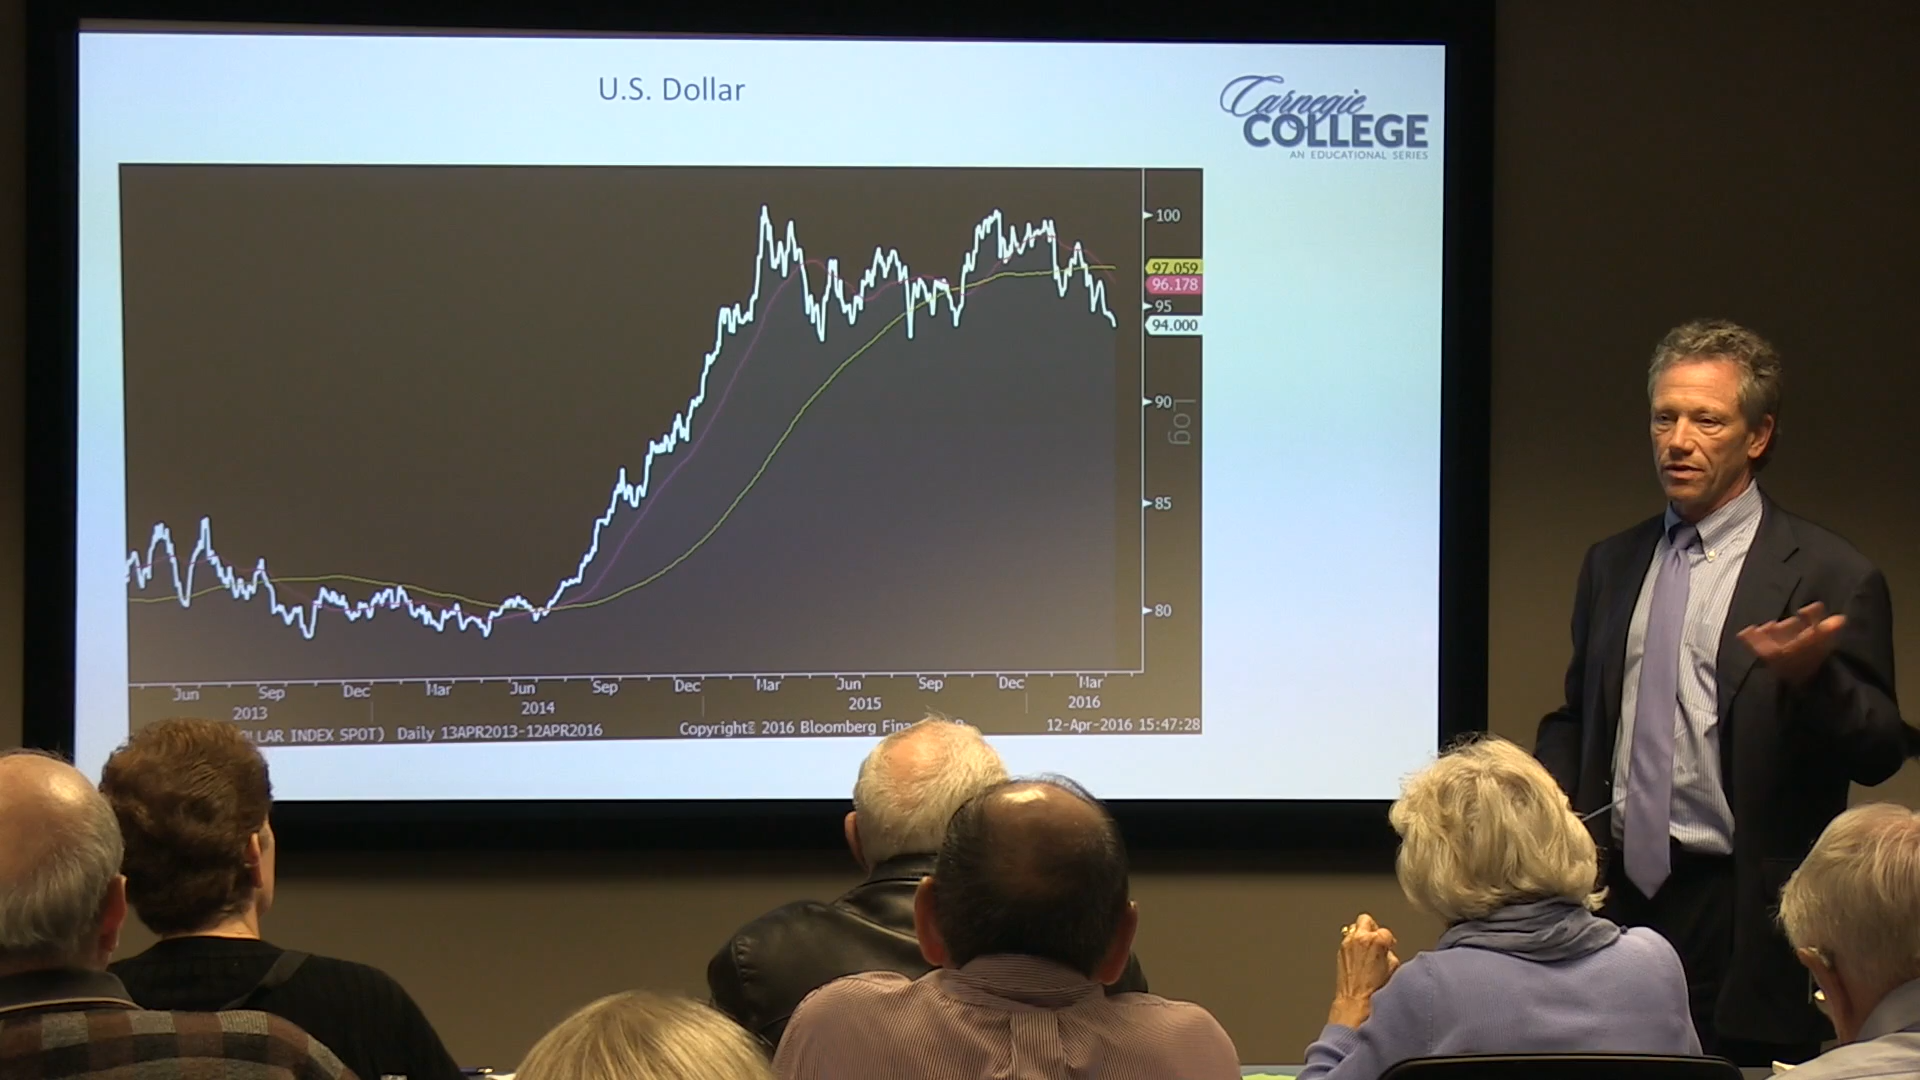 U.S. Dollar
Carnegie
COLLEGE
AN EDUCATIONAL SERIES
100
97.059
96.178
95
94.000
90
Log
85
80
Jun Sep Dec Mar Jun Sep Dec Mar Jun Sep Dec Mar
2013 2014 2015 2016
LLAR INDEX SPOT) Daily 13APR2013-12APR2016 Copyright 2016 Bloomberg Fina 12-Apr-2016 15:47:28